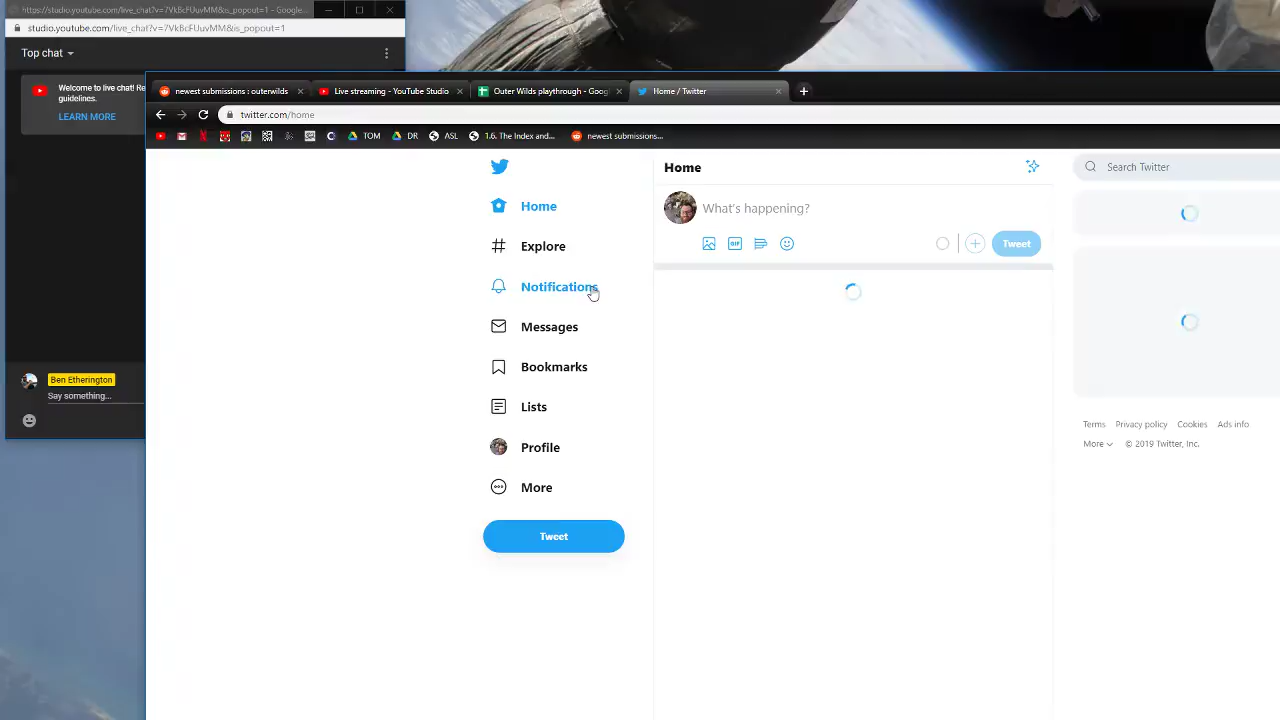 https://studio.youtube.com/live_chat?v=7VkBcFUuvMM&is_popout=1 - Google...
studio.youtube.com/live_chat?v=7VkBcFUuvMM&is_popout=1
Top chat
Welcome to live chat! Re
guidelines.
LEARN MORE
Ben Etherington
Say something...
newest submissions : outerwilds
Live streaming - YouTube Studio
Outer Wilds playthrough - Goog
Home / Twitter
twitter.com/home
TOM
DR
ASL
1.6. The Index and...
newest submissions...
Home
Explore
Notifications
Messages
Bookmarks
Lists
Profile
More
Tweet
Home
What's happening?
GIF
Tweet
Search Twitter
Terms Privacy policy Cookies Ads info
More © 2019 Twitter, Inc.